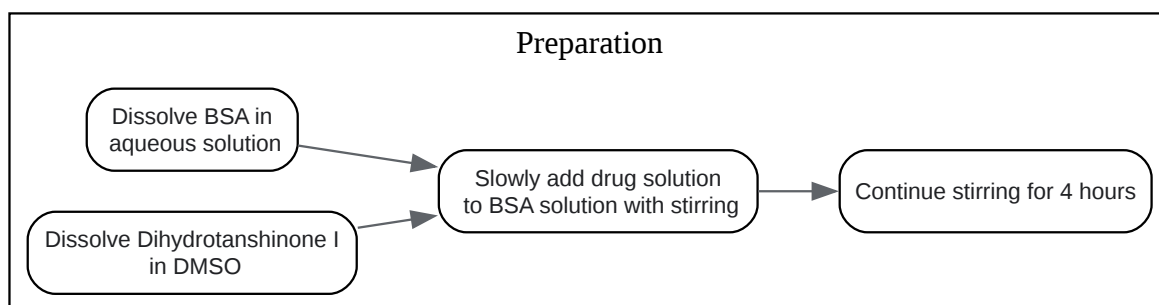 Preparation
Dissolve BSA in
aqueous solution
Dissolve Dihydrotanshinone I
in DMSO
Slowly add drug solution
to BSA solution with stirring
Continue stirring for 4 hours